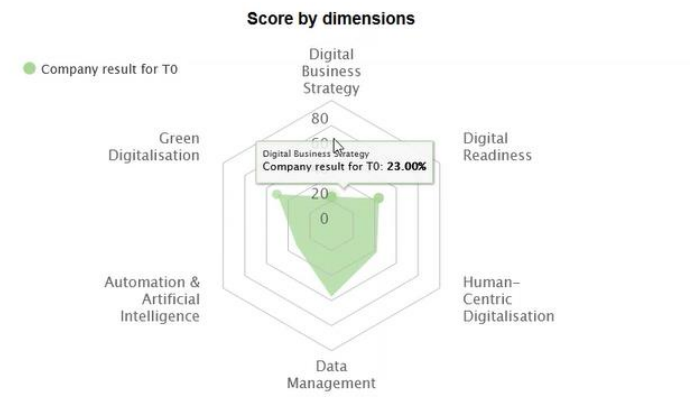 Score by dimensions
Company result for T0
Digital
Business
Strategy
80
60
Green
Digitalisation
Digital
Readiness
Digital Business Strategy
Company result for T0: 23.00%
20
0
Automation &
Artificial
Intelligence
Human-
Centric
Digitalisation
Data
Management